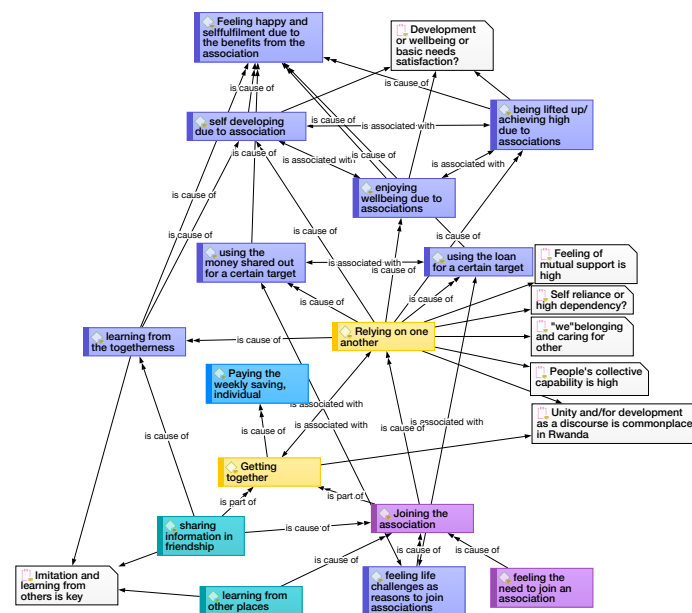 Feeling happy and
selffulfilment due to
the benefits from the
association
Development
or wellbeing or
basic needs
satisfaction?
is cause of
is cause of
being lifted up/
achieving high
due to
associations
self developing
due to association
is cause of
is associated with
is cause of
is associated with
is cause of
is associated with
enjoying
wellbeing due to
associations
is cause of
is cause of
is cause of
using the
money shared out
for a certain target
is associated with
is cause of
using the loan
for a certain target
Feeling of
mutual support is
high
Self reliance or
high dependency?
is cause of
is cause of
learning from
the togetherness
is cause of
Relying on one
another
"we"belonging
and caring for
other
Paying the
weekly saving,
individual
People's collective
capability is high
is associated with
is associated with
is associated with
is cause of
is cause of
is cause of
Unity and/for development
as a discourse is commonplace
in Rwanda
Getting
together
is part of
is part of
Joining the
association
sharing
information in
friendship
is cause of
is cause of
is cause of
is cause of
Imitation and
learning from
others is key
learning from
other places
feeling life
challenges as
reasons to join
associations
feeling the
need to join an
association